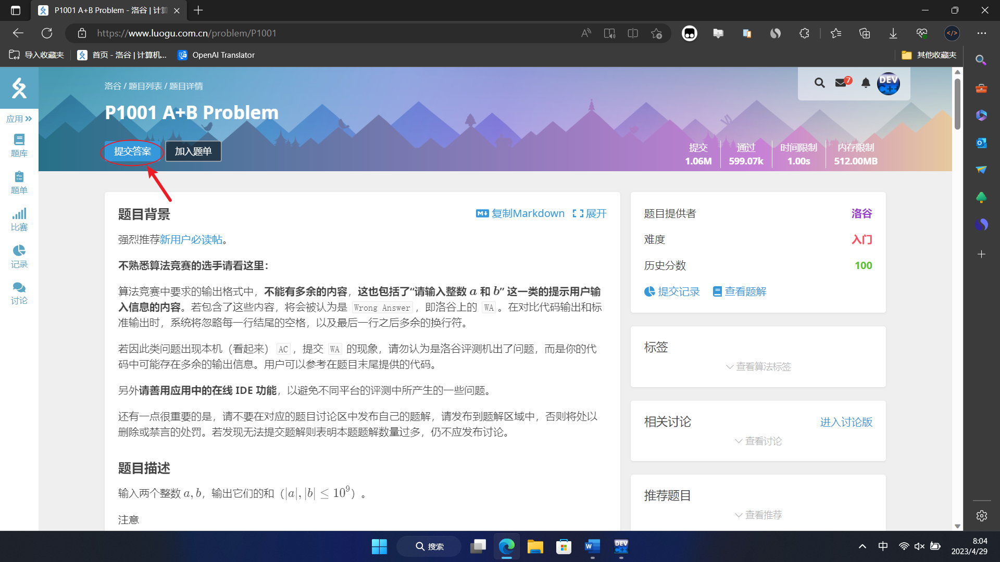 P1001 A+B Problem - 洛谷 | 计算
https://www.luogu.com.cn/problem/P1001
导入收藏夹
首页 - 洛谷 | 计算机...
OpenAI Translator
其他收藏夹
洛谷 / 题目列表 / 题目详情
7
DEV
C++
P1001 A+B Problem
应用
题库
题单
比赛
记录
讨论
提交答案
加入题单
提交
1.06M
通过
599.07k
时间限制
1.00s
内存限制
512.00MB
题目背景
复制Markdown
展开
强烈推荐新用户必读帖。
不熟悉算法竞赛的选手请看这里：
算法竞赛中要求的输出格式中，不能有多余的内容，这也包括了“请输入整数 a 和 b” 这一类的提示用户输
入信息的内容。若包含了这些内容，将会被认为是 Wrong Answer ，即洛谷上的 WA 。在对比代码输出和标
准输出时，系统将忽略每一行结尾的空格，以及最后一行之后多余的换行符。
若因此类问题出现本机（看起来） AC ，提交 WA 的现象，请勿认为是洛谷评测机出了问题，而是你的代
码中可能存在多余的输出信息。用户可以参考在题目末尾提供的代码。
另外请善用应用中的在线 IDE 功能，以避免不同平台的评测中所产生的一些问题。
还有一点很重要的是，请不要在对应的题目讨论区中发布自己的题解，请发布到题解区域中，否则将处以
删除或禁言的处罚。若发现无法提交题解则表明本题题解数量过多，仍不应发布讨论。
题目描述
输入两个整数 a, b，输出它们的和（|a|, |b| ≤ 10⁹）。
注意
题目提供者
洛谷
难度
入门
历史分数
100
提交记录
查看题解
标签
查看算法标签
相关讨论
进入讨论版
查看讨论
推荐题目
查看推荐
搜索
DEV
中
8:04
2023/4/29